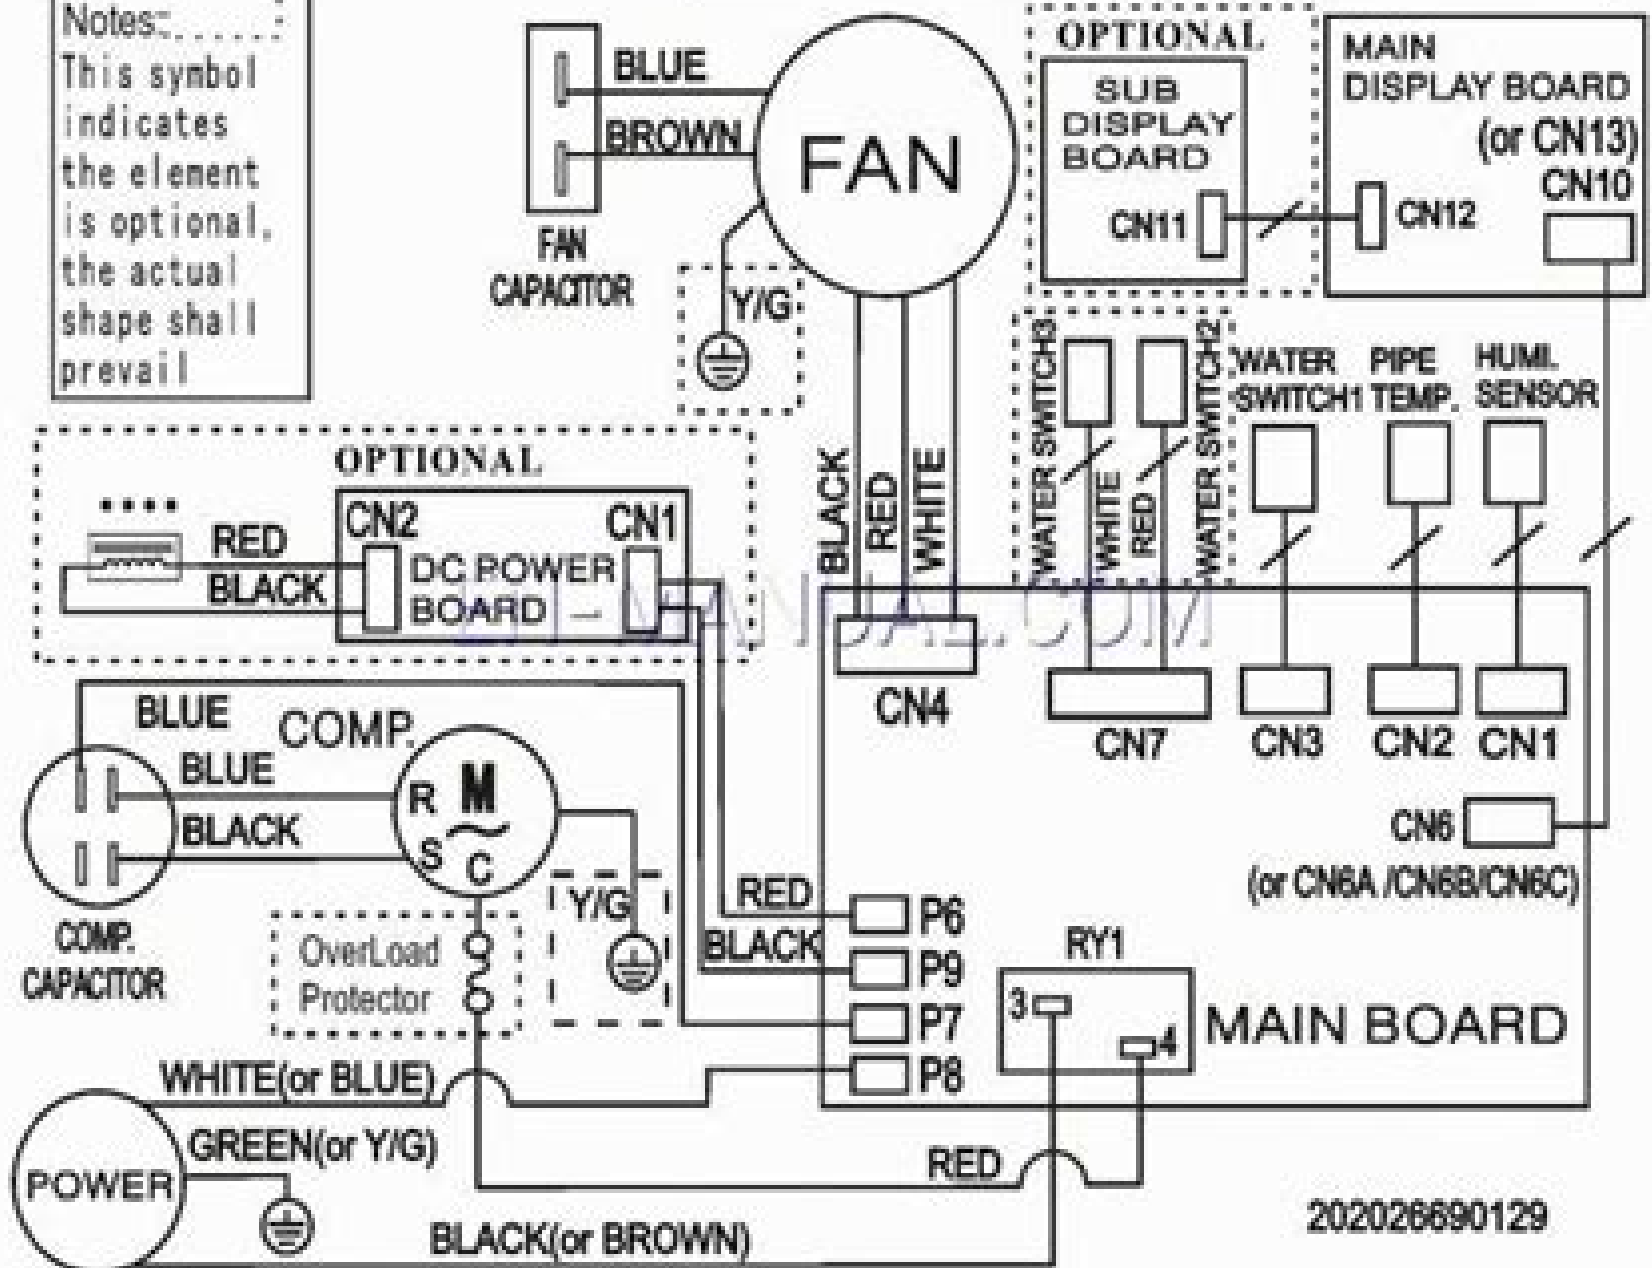 Notes:
This symbol
indicates
the element
is optional,
the actual
shape shall
prevail
BLUE
BROWN
FAN
CAPACITOR
FAN
Y/G
OPTIONAL
SUB
DISPLAY
BOARD
CN11
MAIN
DISPLAY BOARD
(or CN13)
CN10
CN12
WATER SWITCH3
WHITE
RED
WATER SWITCH2
WATER
SWITCH1
PIPE
TEMP.
HUMI.
SENSOR
BLACK
RED
WHITE
OPTIONAL
RED
BLACK
CN2
CN1
DC POWER
BOARD
CN4
CN7
CN3
CN2
CN1
CN6
(or CN6A /CN6B/CN6C)
BLUE
COMP.
BLUE
BLACK
R
M
S
C
COMP.
CAPACITOR
OverLoad
Protector
Y/G
RED
BLACK
P6
P9
P7
P8
RY1
3
4
MAIN BOARD
WHITE(or BLUE)
GREEN(or Y/G)
POWER
RED
BLACK(or BROWN)
202026690129